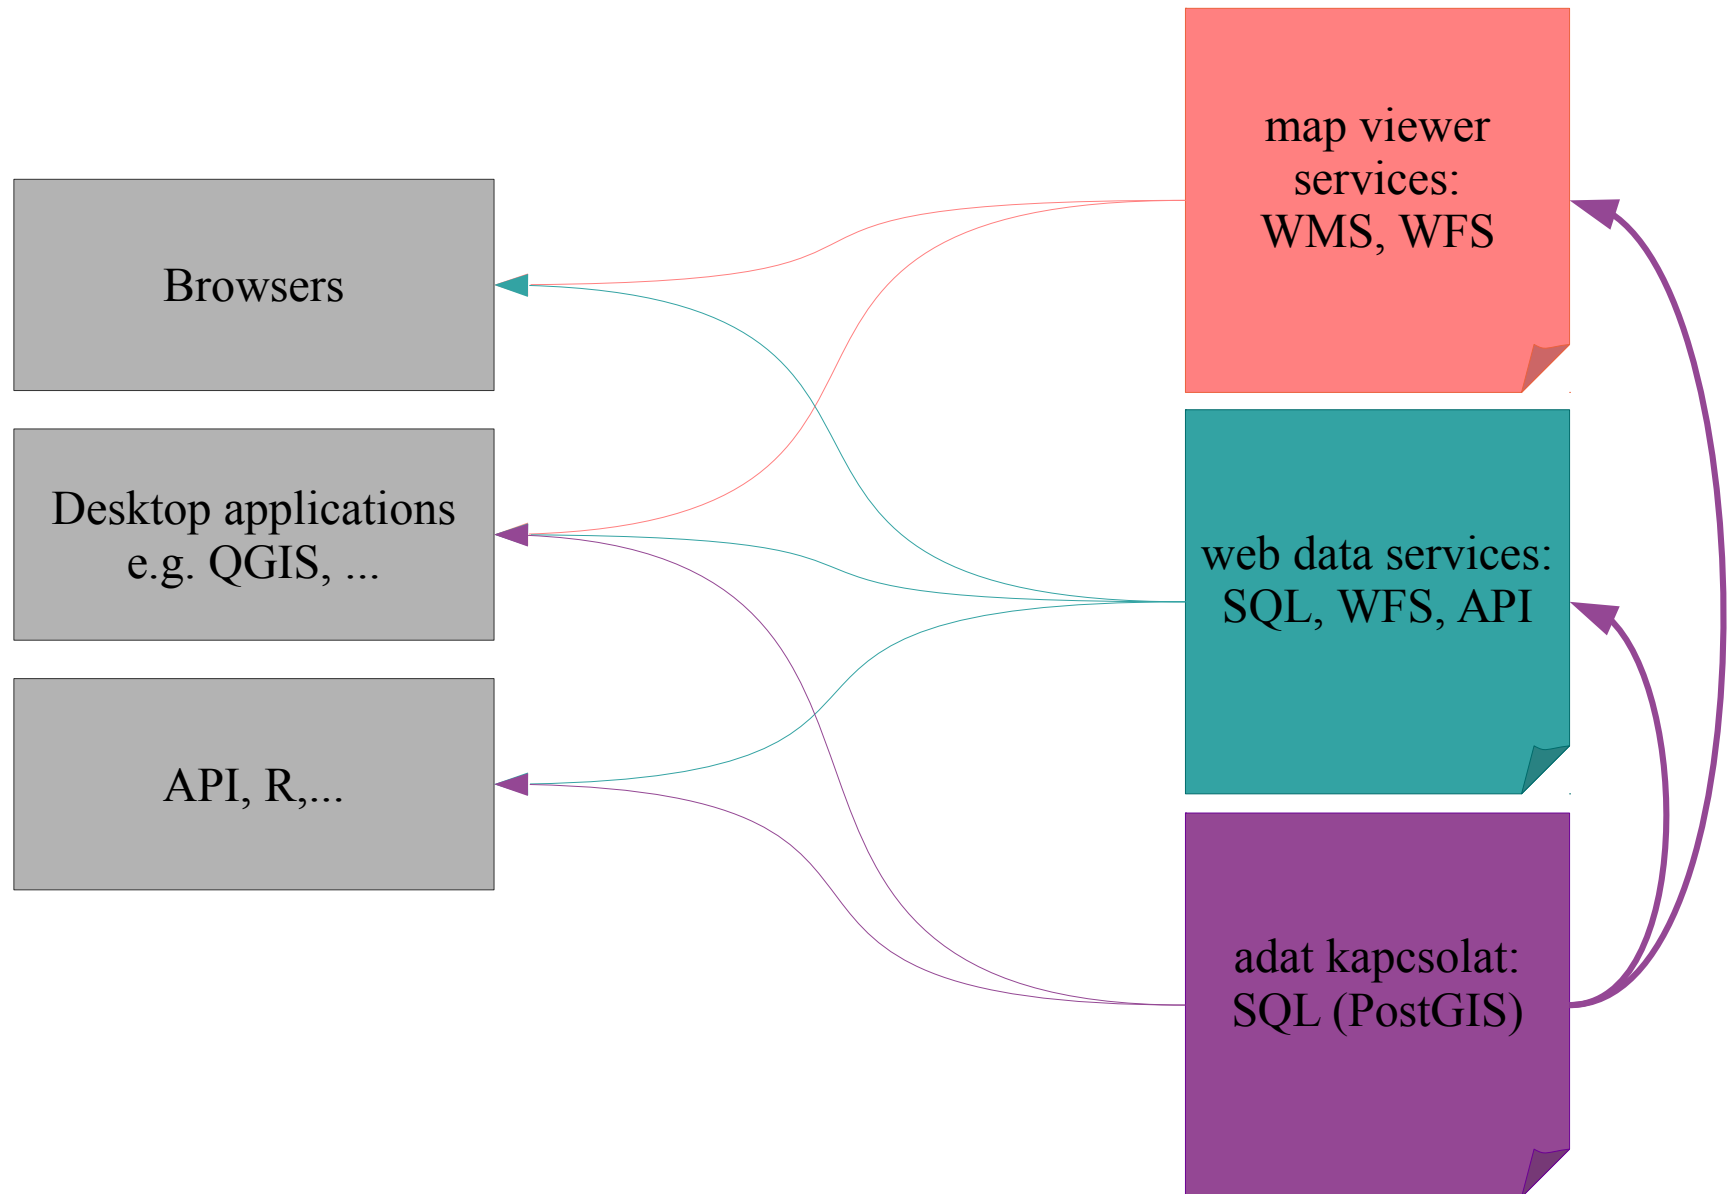 Browsers
Desktop applications
e.g. QGIS, ...
API, R,...
map viewer
services:
WMS, WFS
web data services:
SQL, WFS, API
adat kapcsolat:
SQL (PostGIS)